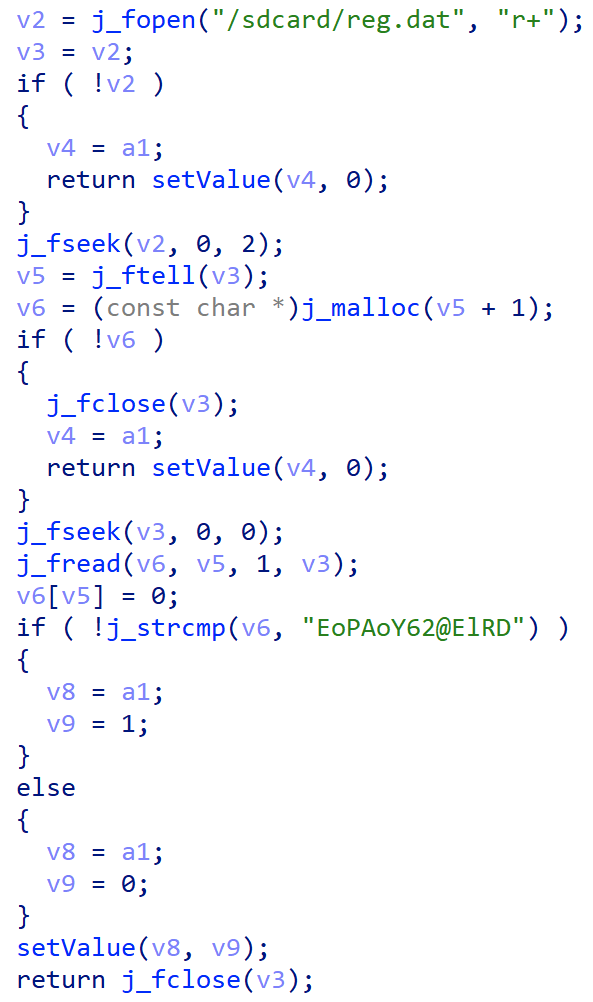 v2 = j_fopen("/sdcard/reg.dat", "r+");
v3 = v2;
if ( !v2 )
{
  v4 = a1;
  return setValue(v4, 0);
}
j_fseek(v2, 0, 2);
v5 = j_ftell(v3);
v6 = (const char *)j_malloc(v5 + 1);
if ( !v6 )
{
  j_fclose(v3);
  v4 = a1;
  return setValue(v4, 0);
}
j_fseek(v3, 0, 0);
j_fread(v6, v5, 1, v3);
v6[v5] = 0;
if ( !j_strcmp(v6, "EoPAoY62@ElRD") )
{
  v8 = a1;
  v9 = 1;
}
else
{
  v8 = a1;
  v9 = 0;
}
setValue(v8, v9);
return j_fclose(v3);